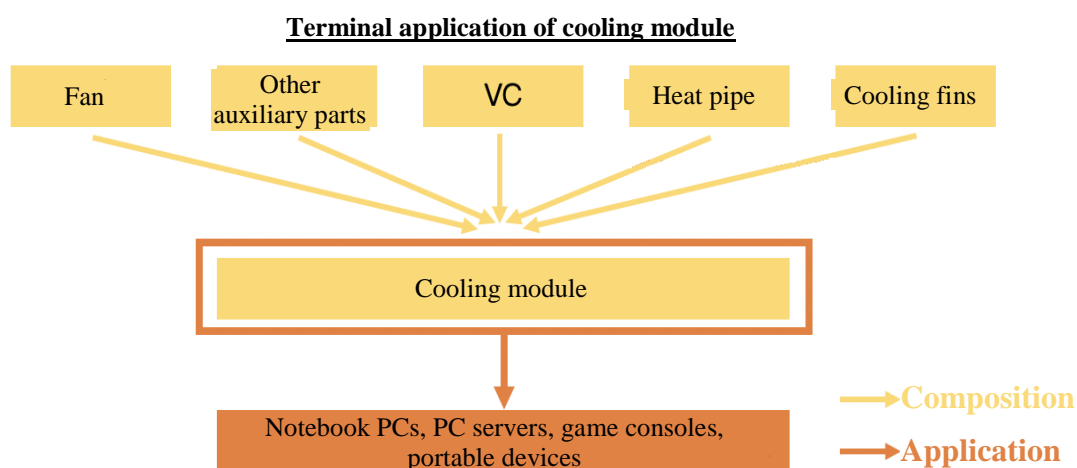 Terminal application of cooling module
Fan
Other
auxiliary parts
VC
Heat pipe
Cooling fins
Cooling module
Notebook PCs, PC servers, game consoles,
portable devices
Composition
Application